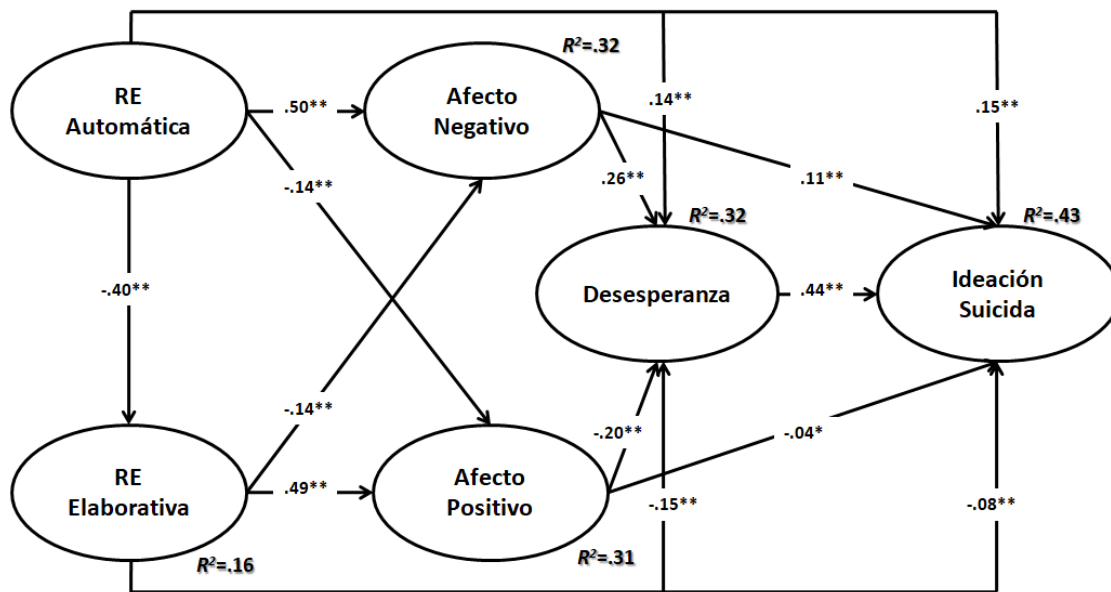 R²=.32
RE
Automática
.50**
Afecto
Negativo
.14**
.15**
-.14**
.26**
.11**
R²=.32
R²=.43
-.40**
Desesperanza
.44**
Ideación
Suicida
-.14**
-.20**
-.04*
RE
Elaborativa
.49**
Afecto
Positivo
-.15**
-.08**
R²=.16
R²=.31